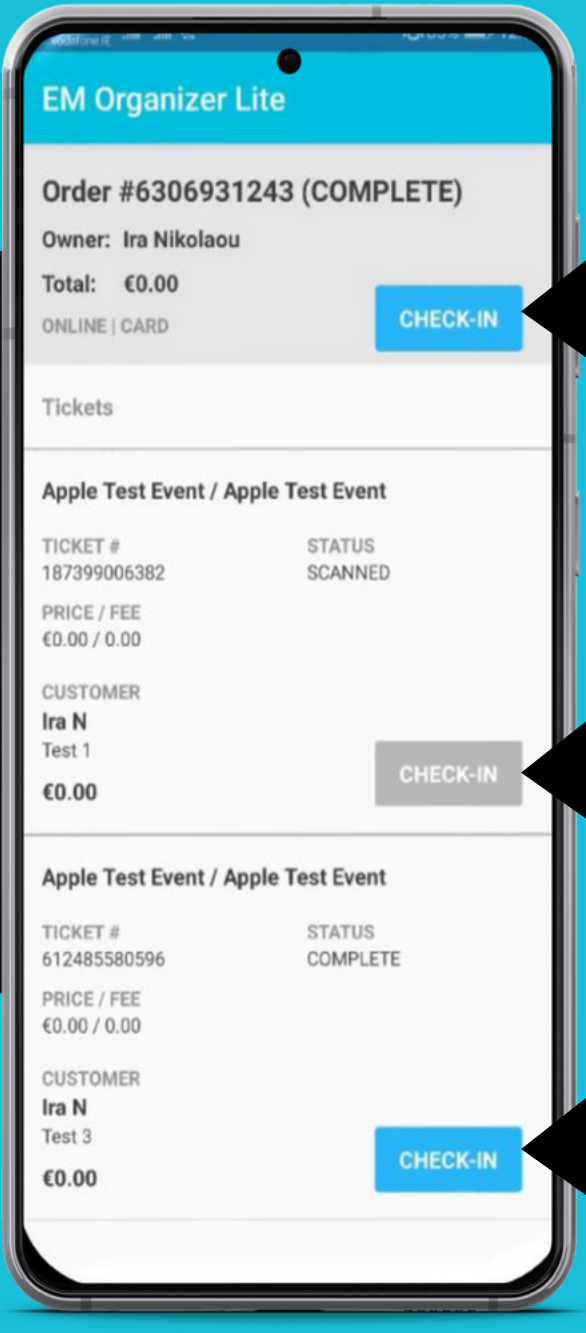 vodafone IE
EM Organizer Lite
Order #6306931243 (COMPLETE)
Owner: Ira Nikolaou
Total: €0.00
ONLINE | CARD
CHECK-IN
Tickets
Apple Test Event / Apple Test Event
TICKET # STATUS
187399006382 SCANNED
PRICE / FEE
€0.00 / 0.00
CUSTOMER
Ira N
Test 1
CHECK-IN
€0.00
Apple Test Event / Apple Test Event
TICKET # STATUS
612485580596 COMPLETE
PRICE / FEE
€0.00 / 0.00
CUSTOMER
Ira N
Test 3
CHECK-IN
€0.00